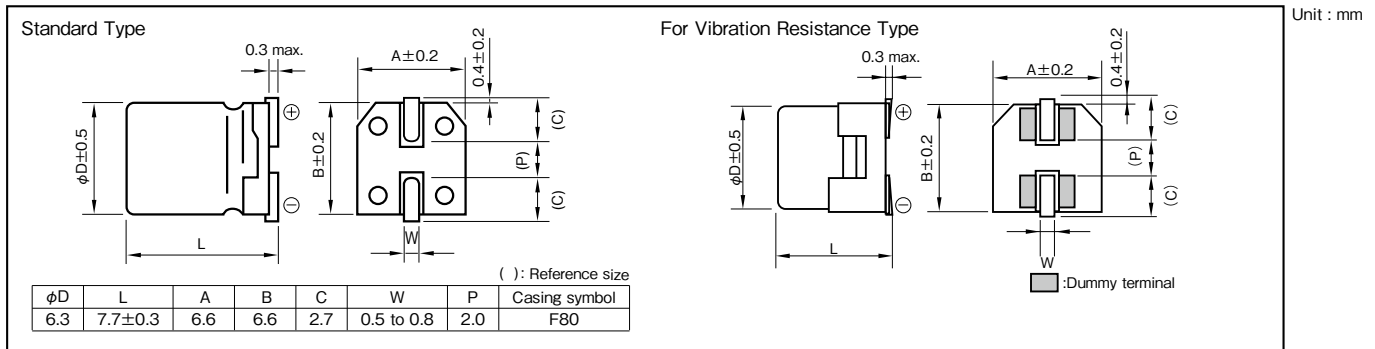 Unit : mm
Standard Type
0.3 max.
A±0.2
0.4±0.2
⊕
(C)
φD±0.5
B±0.2
(P)
⊖
(C)
L
W
( ): Reference size
φD L A B C W P Casing symbol
6.3 7.7±0.3 6.6 6.6 2.7 0.5 to 0.8 2.0 F80
For Vibration Resistance Type
0.3 max.
A±0.2
0.4±0.2
⊕
(C)
φD±0.5
B±0.2
(P)
⊖
(C)
L
W
:Dummy terminal